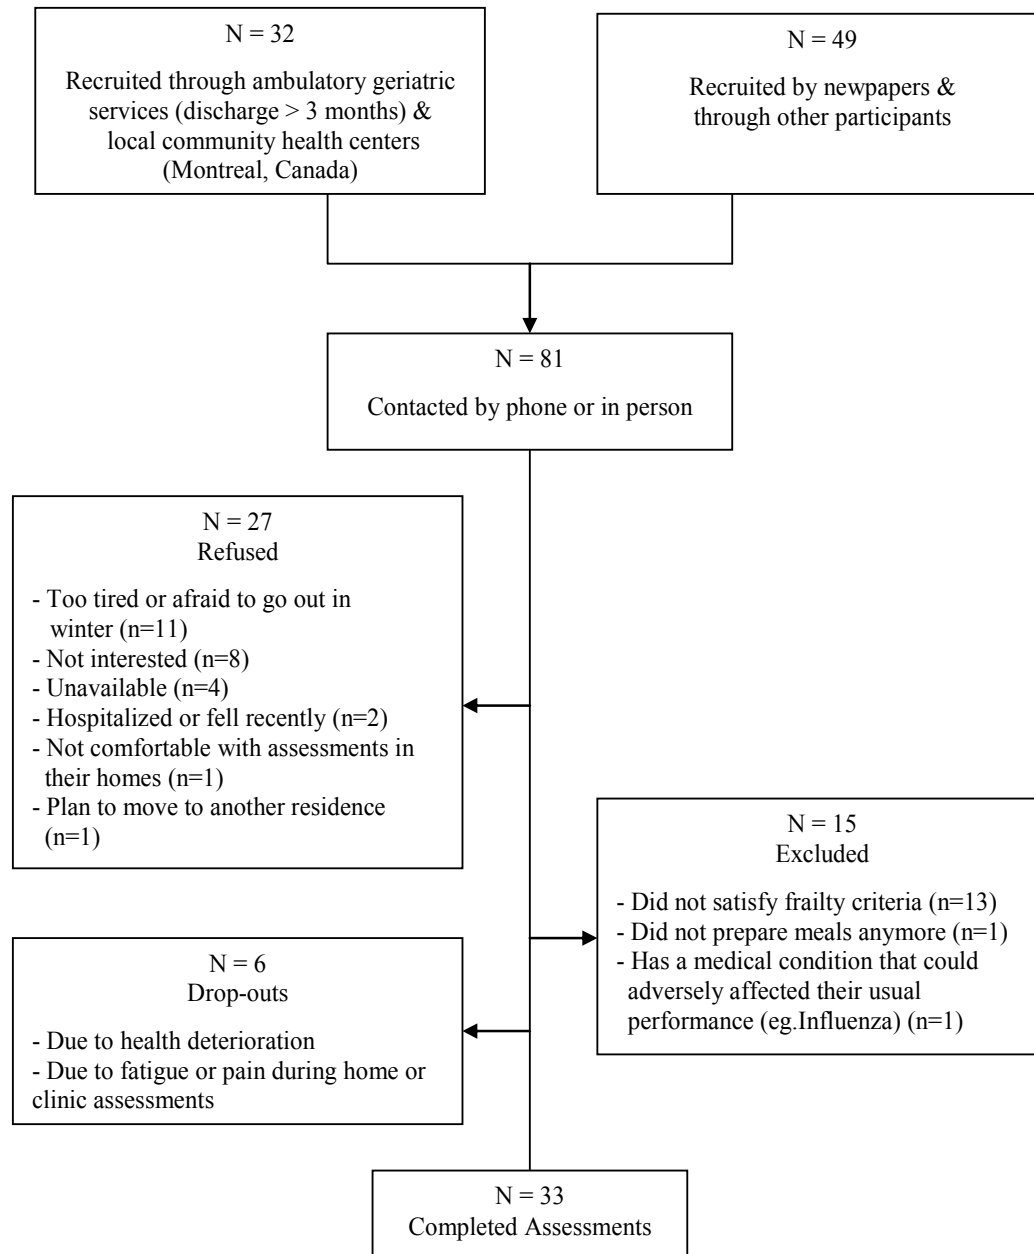 N = 32
Recruited through ambulatory geriatric
services (discharge > 3 months) &
local community health centers
(Montreal, Canada)
N = 49
Recruited by newpapers &
through other participants
N = 81
Contacted by phone or in person
N = 27
Refused
- Too tired or afraid to go out in
winter (n=11)
- Not interested (n=8)
- Unavailable (n=4)
- Hospitalized or fell recently (n=2)
- Not comfortable with assessments in
their homes (n=1)
- Plan to move to another residence
(n=1)
N = 15
Excluded
- Did not satisfy frailty criteria (n=13)
- Did not prepare meals anymore (n=1)
- Has a medical condition that could
adversely affected their usual
performance (eg.Influenza) (n=1)
N = 6
Drop-outs
- Due to health deterioration
- Due to fatigue or pain during home or
clinic assessments
N = 33
Completed Assessments